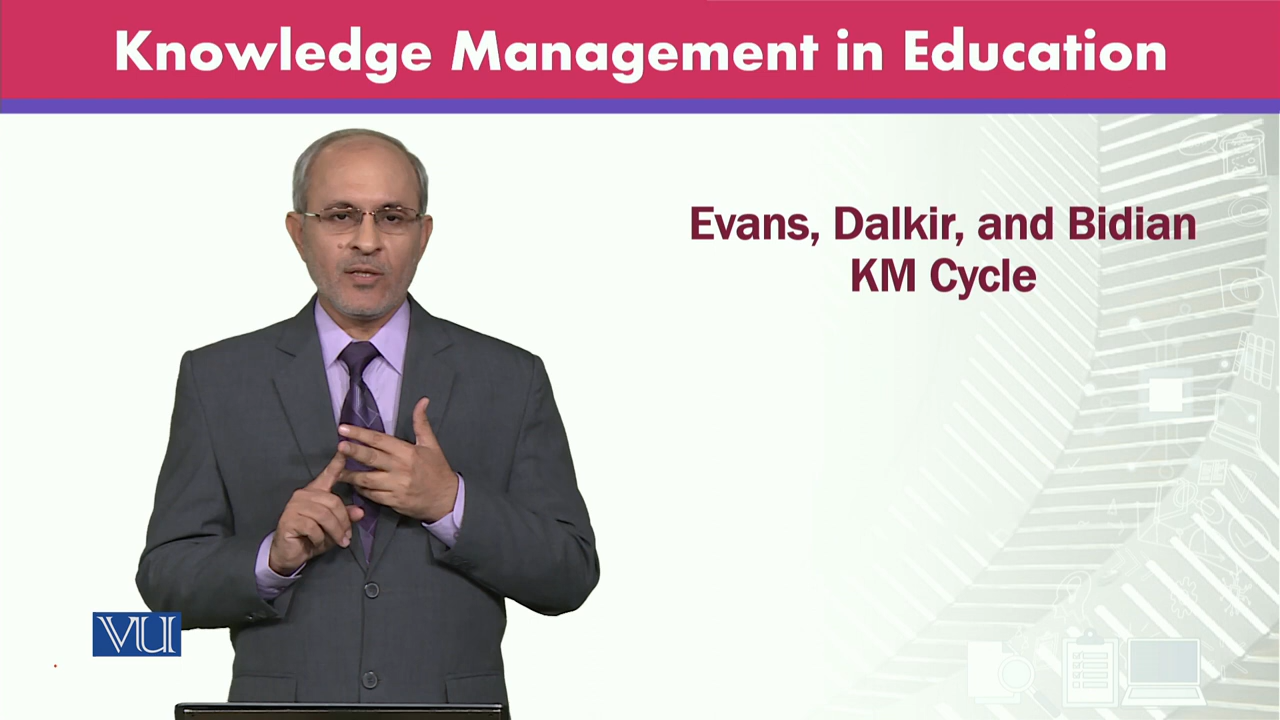 Knowledge Management in Education
Evans, Dalkir, and Bidian
KM Cycle
VU